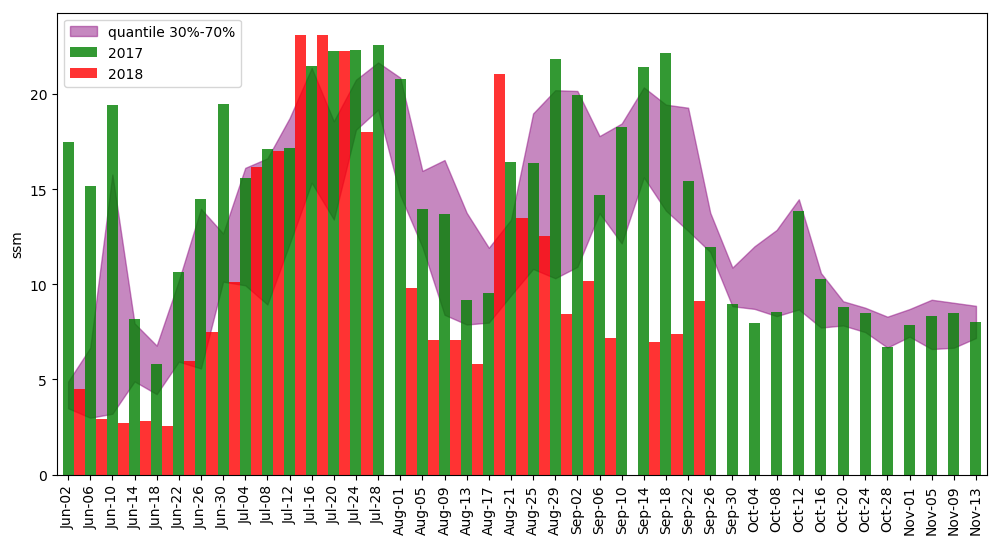 quantile 30%-70%
2017
2018
ssm
20
15
10
5
0
Jun-02
Jun-06
Jun-10
Jun-14
Jun-18
Jun-22
Jun-26
Jun-30
Jul-04
Jul-08
Jul-12
Jul-16
Jul-20
Jul-24
Jul-28
Aug-01
Aug-05
Aug-09
Aug-13
Aug-17
Aug-21
Aug-25
Aug-29
Sep-02
Sep-06
Sep-10
Sep-14
Sep-18
Sep-22
Sep-26
Sep-30
Oct-04
Oct-08
Oct-12
Oct-16
Oct-20
Oct-24
Oct-28
Nov-01
Nov-05
Nov-09
Nov-13